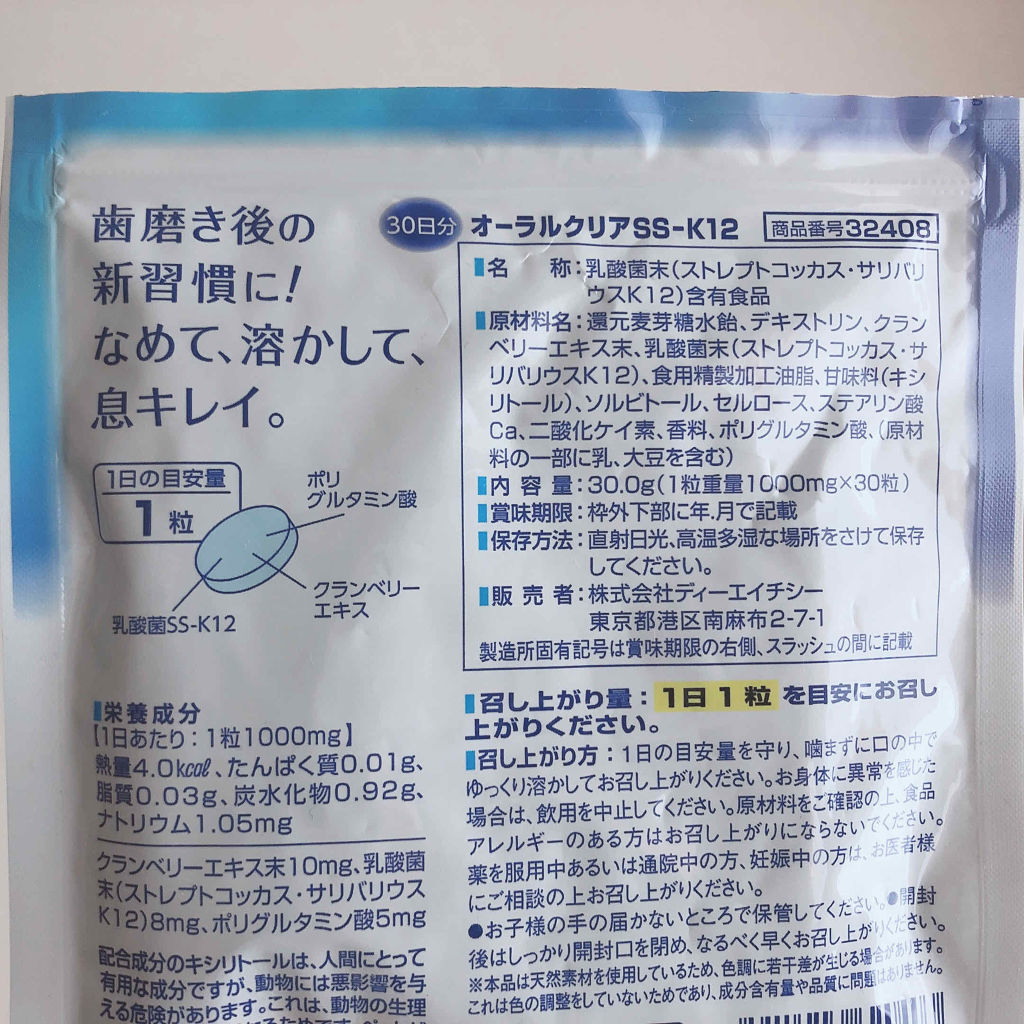 歯磨き後の
新習慣に!
なめて、溶かして、
息キレイ。
1日の目安量
1粒
ポリ
グルタミン酸
クランベリー
エキス
乳酸菌SS-K12
栄養成分
【1日あたり：1粒1000mg】
熱量4.0kcal、たんぱく質0.01g、
脂質0.03g、炭水化物0.92g、
ナトリウム1.05mg
クランベリーエキス末10mg、乳酸菌
末(ストレプトコッカス・サリバリウス
K12)8mg、ポリグルタミン酸5mg
配合成分のキシリトールは、人間にとって
有用な成分ですが、動物には悪影響を与
える危険があります。これは、動物の生理
30日分 オーラルクリアSS-K12 商品番号32408
名称：乳酸菌末(ストレプトコッカス・サリバリ
ウスK12)含有食品
原材料名：還元麦芽糖水飴、デキストリン、クラン
ベリーエキス末、乳酸菌末(ストレプトコッカス・サ
リバリウスK12)、食用精製加工油脂、甘味料(キシ
リトール)、ソルビトール、セルロース、ステアリン酸
Ca、二酸化ケイ素、香料、ポリグルタミン酸、(原材
料の一部に乳、大豆を含む)
内容量：30.0g(1粒重量1000mg×30粒)
賞味期限：枠外下部に年.月で記載
保存方法：直射日光、高温多湿な場所をさけて保存
してください。
販売者：株式会社ディーエイチシー
東京都港区南麻布2-7-1
製造所固有記号は賞味期限の右側、スラッシュの間に記載
召し上がり量：1日1粒を目安にお召し
上がりください。
召し上がり方：1日の目安量を守り、噛まずに口の中で
ゆっくり溶かしてお召し上がりください。お身体に異常を感じた
場合は、飲用を中止してください。原材料をご確認の上、食品
アレルギーのある方はお召し上がりにならないでください。
薬を服用中あるいは通院中の方、妊娠中の方は、お医者様
にご相談の上お召し上がりください。
●お子様の手の届かないところで保管してください。●開封
後はしっかり開封口を閉め、なるべく早くお召し上がりください。
※本品は天然素材を使用しているため、色調に若干差が生じる場合があります。
これは色の調整をしていないためであり、成分含有量や品質に問題はありません。